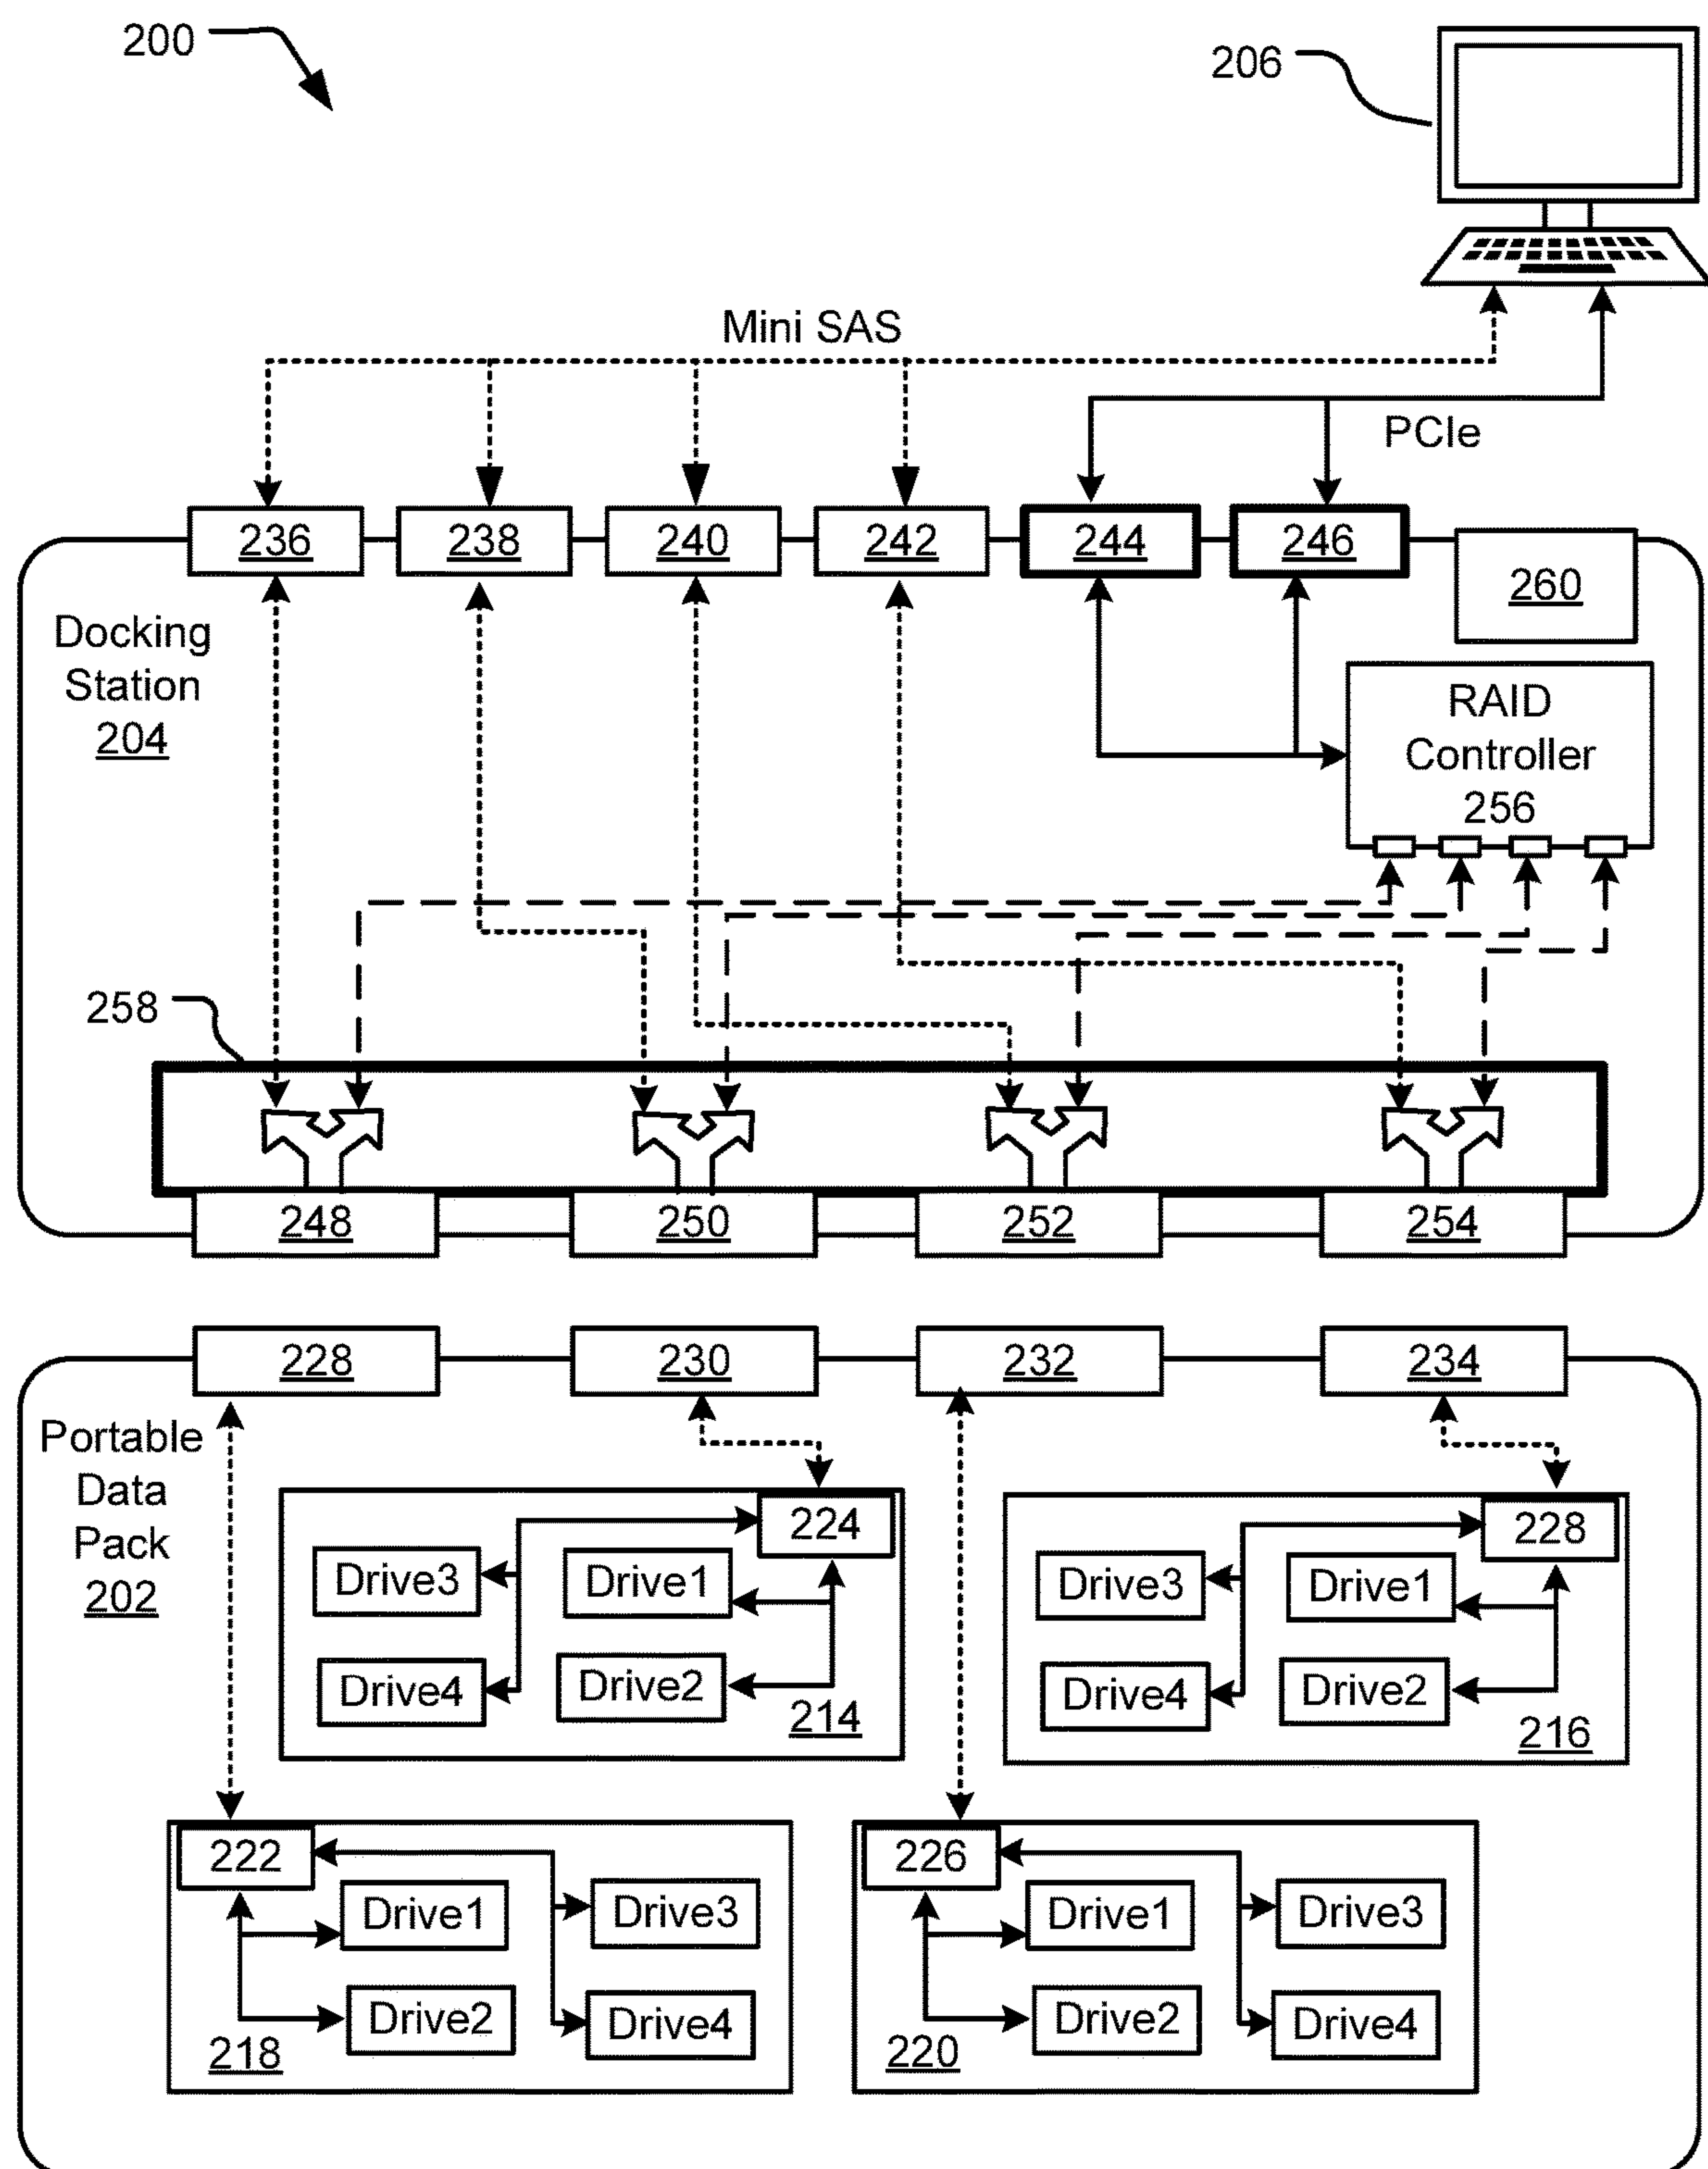 200
206
Mini SAS
PCIe
236
238
240
242
244
246
260
Docking
Station
204
RAID
Controller
256
258
248
250
252
254
228
230
232
234
Portable
Data
Pack
202
224
Drive3
Drive1
Drive4
Drive2
214
228
Drive3
Drive1
Drive4
Drive2
216
222
Drive1
Drive3
Drive2
Drive4
218
226
Drive1
Drive3
Drive2
Drive4
220